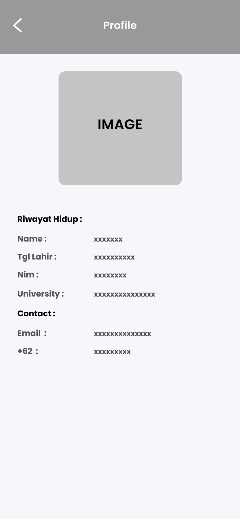 Profile
IMAGE
Riwayat Hidup :
Name : xxxxxxx
Tgl Lahir : xxxxxxxxxx
Nim : xxxxxxxx
University : xxxxxxxxxxxxxxx
Contact :
Email : xxxxxxxxxxxxxx
+62 : xxxxxxxxx